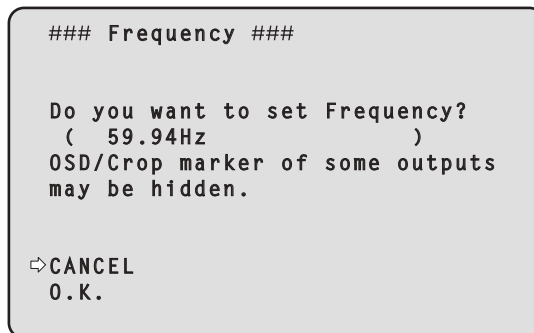 ### Frequency ###
Do you want to set Frequency?
( 59.94Hz )
OSD/Crop marker of some outputs
may be hidden.
⇨CANCEL
O.K.